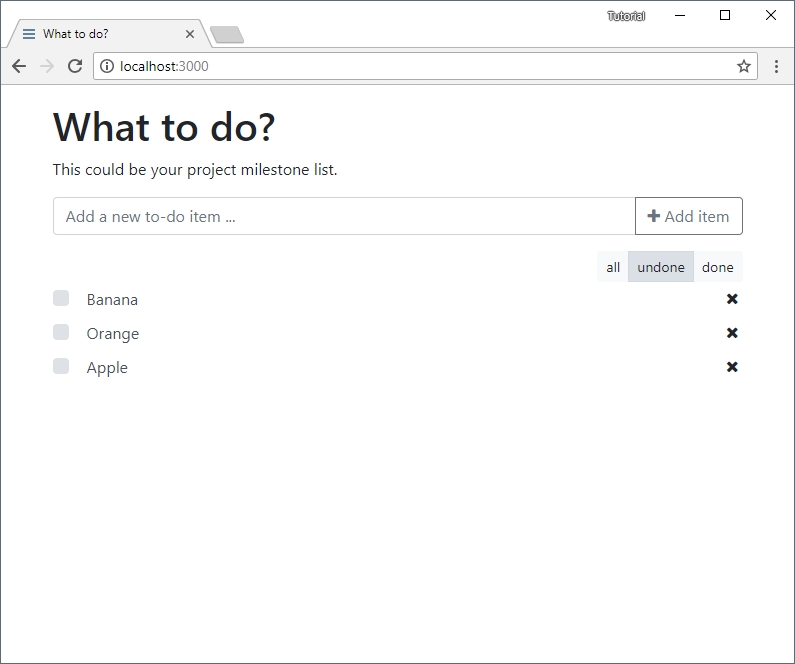 Tutorial
What to do?
localhost:3000
What to do?
This could be your project milestone list.
Add a new to-do item ...
Add item
all undone done
Banana
Orange
Apple